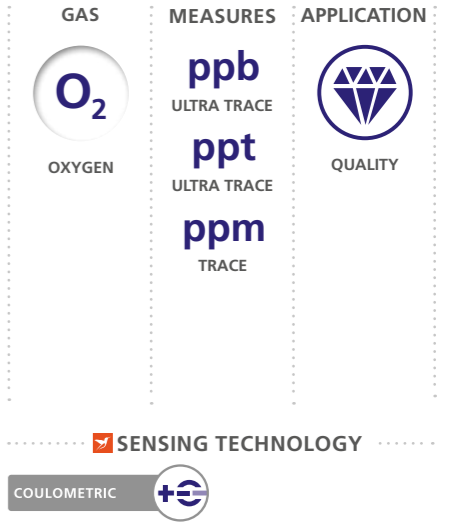 GAS
O2
OXYGEN
MEASURES
ppb
ULTRA TRACE
ppt
ULTRA TRACE
ppm
TRACE
APPLICATION
QUALITY
SENSING TECHNOLOGY
COULOMETRIC